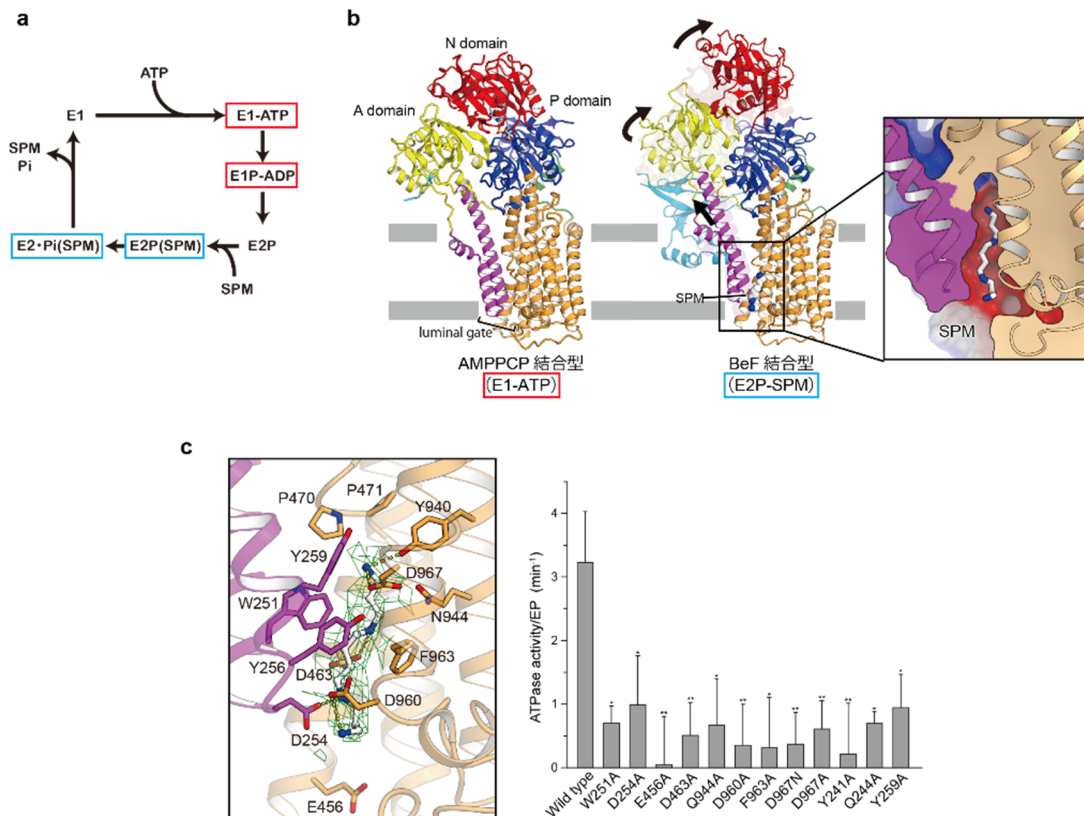 a
ATP
E1
E1-ATP
SPM
Pi
E1P-ADP
E2・Pi(SPM)
E2P(SPM)
E2P
SPM
b
N domain
A domain
P domain
SPM
luminal gate
SPM
AMPPCP 結合型
(E1-ATP)
BeF 結合型
(E2P-SPM)
c
P470
P471
Y940
Y259
D967
W251
N944
Y256
F963
D463
D960
D254
E456
ATPase activity/EP (min⁻¹)
4
3
2
1
0
*
*
**
**
*
**
*
**
**
**
*
*
Wild type
W251A
D254A
E456A
D463A
Q944A
D960A
F963A
D967N
D967A
Y241A
Q244A
Y259A